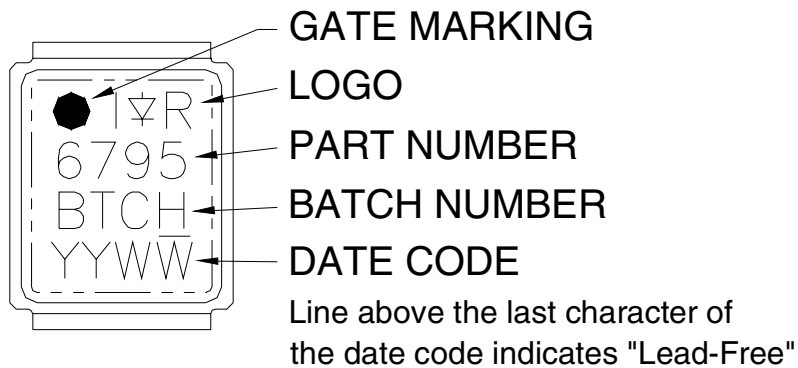 GATE MARKING
I R LOGO
6795 PART NUMBER
BTCH BATCH NUMBER
YYWW DATE CODE
Line above the last character of
the date code indicates "Lead-Free"